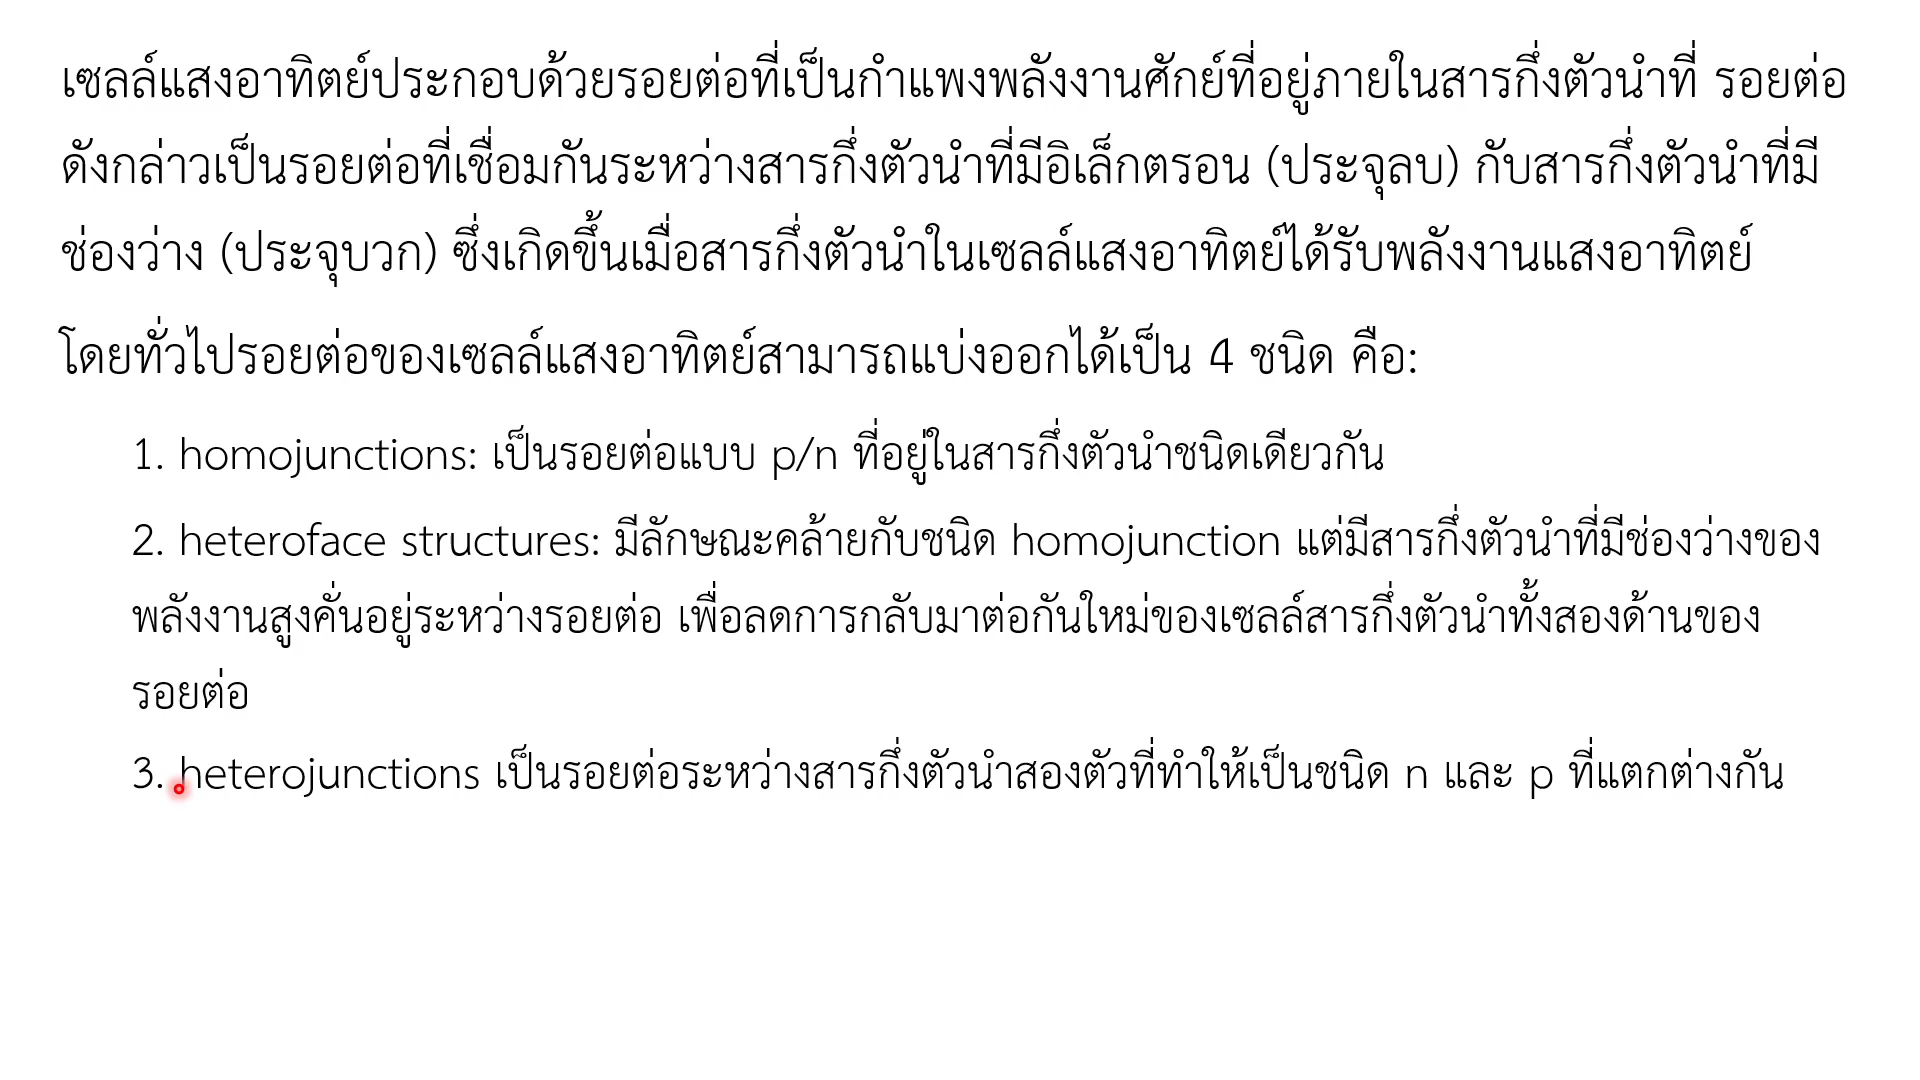 เซลล์แสงอาทิตย์ประกอบด้วยรอยต่อที่เป็นกำแพงพลังงานศักย์ที่อยู่ภายในสารกึ่งตัวนำที่ รอยต่อ
ดังกล่าวเป็นรอยต่อที่เชื่อมกันระหว่างสารกึ่งตัวนำที่มีอิเล็กตรอน (ประจุลบ) กับสารกึ่งตัวนำที่มี
ช่องว่าง (ประจุบวก) ซึ่งเกิดขึ้นเมื่อสารกึ่งตัวนำในเซลล์แสงอาทิตย์ได้รับพลังงานแสงอาทิตย์
โดยทั่วไปรอยต่อของเซลล์แสงอาทิตย์สามารถแบ่งออกได้เป็น 4 ชนิด คือ:
1. homojunctions: เป็นรอยต่อแบบ p/n ที่อยู่ในสารกึ่งตัวนำชนิดเดียวกัน
2. heteroface structures: มีลักษณะคล้ายกับชนิด homojunction แต่มีสารกึ่งตัวนำที่มีช่องว่างของ
พลังงานสูงคั่นอยู่ระหว่างรอยต่อ เพื่อลดการกลับมาต่อกันใหม่ของเซลล์สารกึ่งตัวนำทั้งสองด้านของ
รอยต่อ
3. heterojunctions เป็นรอยต่อระหว่างสารกึ่งตัวนำสองตัวที่ทำให้เป็นชนิด n และ p ที่แตกต่างกัน